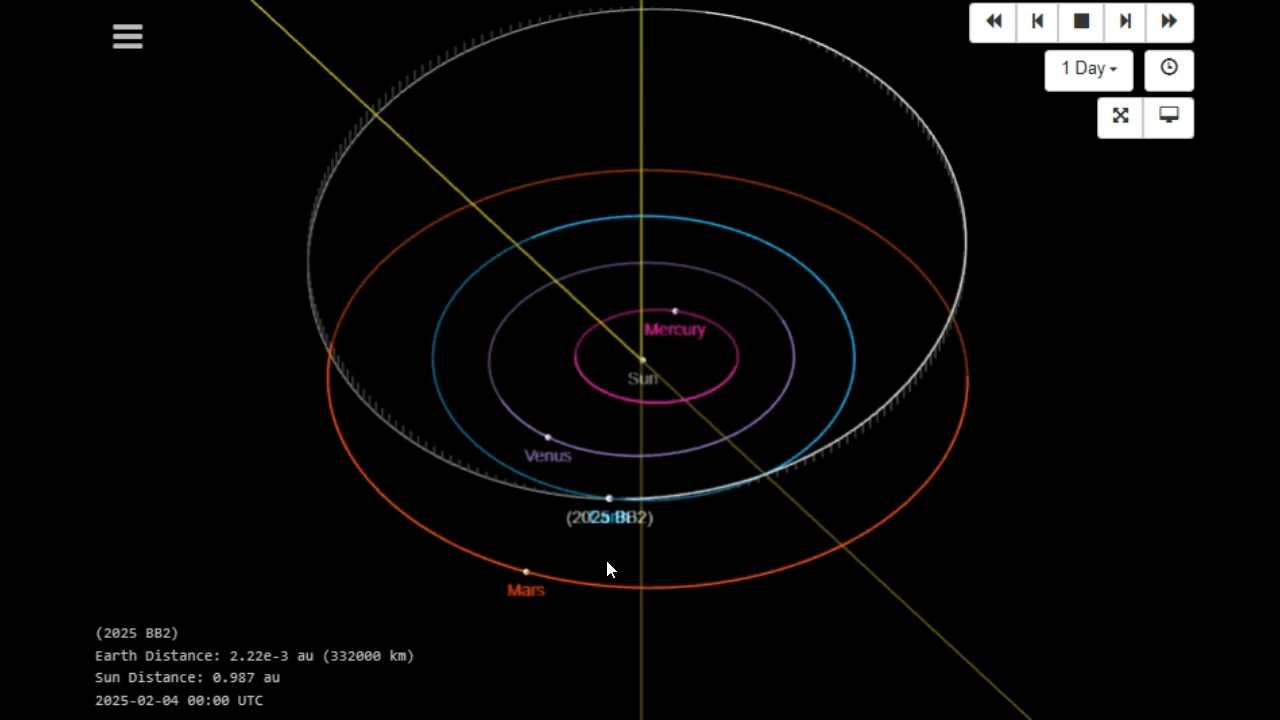 1 Day
Mercury
Sun
Venus
(2025 BB2)
Earth
Mars
(2025 BB2)
Earth Distance: 2.22e-3 au (332000 km)
Sun Distance: 0.987 au
2025-02-04 00:00 UTC